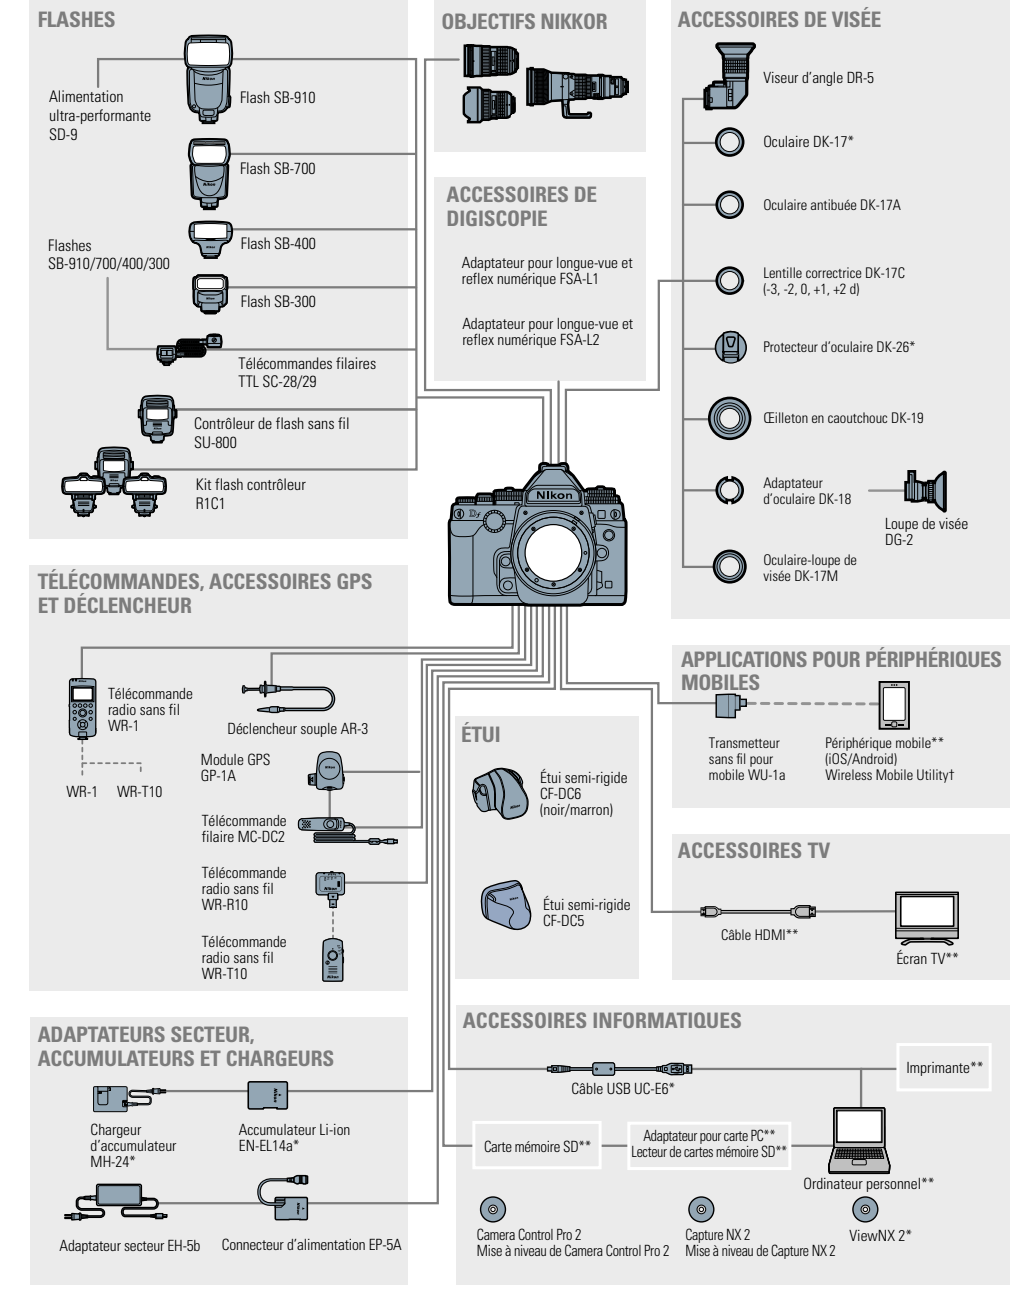 FLASHES
Alimentation
ultra-performante
SD-9
Nikon
Flash SB-910
Nikon
Flash SB-700
Flashes
SB-910/700/400/300
Flash SB-400
Flash SB-300
Télécommandes filaires
TTL SC-28/29
Contrôleur de flash sans fil
SU-800
Kit flash contrôleur
R1C1
OBJECTIFS NIKKOR
ACCESSOIRES DE
DIGISCOPIE
Adaptateur pour longue-vue et
reflex numérique FSA-L1
Adaptateur pour longue-vue et
reflex numérique FSA-L2
ACCESSOIRES DE VISÉE
Viseur d'angle DR-5
Oculaire DK-17*
Oculaire antibuée DK-17A
Lentille correctrice DK-17C
(-3, -2, 0, +1, +2 d)
Protecteur d'oculaire DK-26*
Œilleton en caoutchouc DK-19
Adaptateur
d'oculaire DK-18
Loupe de visée
DG-2
Oculaire-loupe de
visée DK-17M
Nikon
Df
TÉLÉCOMMANDES, ACCESSOIRES GPS
ET DÉCLENCHEUR
Télécommande
radio sans fil
WR-1
WR-1 WR-T10
Déclencheur souple AR-3
Module GPS
GP-1A
Télécommande
filaire MC-DC2
Télécommande
radio sans fil
WR-R10
Télécommande
radio sans fil
WR-T10
ÉTUI
Étui semi-rigide
CF-DC6
(noir/marron)
Étui semi-rigide
CF-DC5
APPLICATIONS POUR PÉRIPHÉRIQUES
MOBILES
Transmetteur
sans fil pour
mobile WU-1a
Périphérique mobile**
(iOS/Android)
Wireless Mobile Utility†
ACCESSOIRES TV
Câble HDMI**
Écran TV**
ADAPTATEURS SECTEUR,
ACCUMULATEURS ET CHARGEURS
Chargeur
d'accumulateur
MH-24*
Accumulateur Li-ion
EN-EL14a*
Adaptateur secteur EH-5b
Connecteur d'alimentation EP-5A
ACCESSOIRES INFORMATIQUES
Câble USB UC-E6*
Imprimante**
Carte mémoire SD**
Adaptateur pour carte PC**
Lecteur de cartes mémoire SD**
Ordinateur personnel**
Camera Control Pro 2
Mise à niveau de Camera Control Pro 2
Capture NX 2
Mise à niveau de Capture NX 2
ViewNX 2*